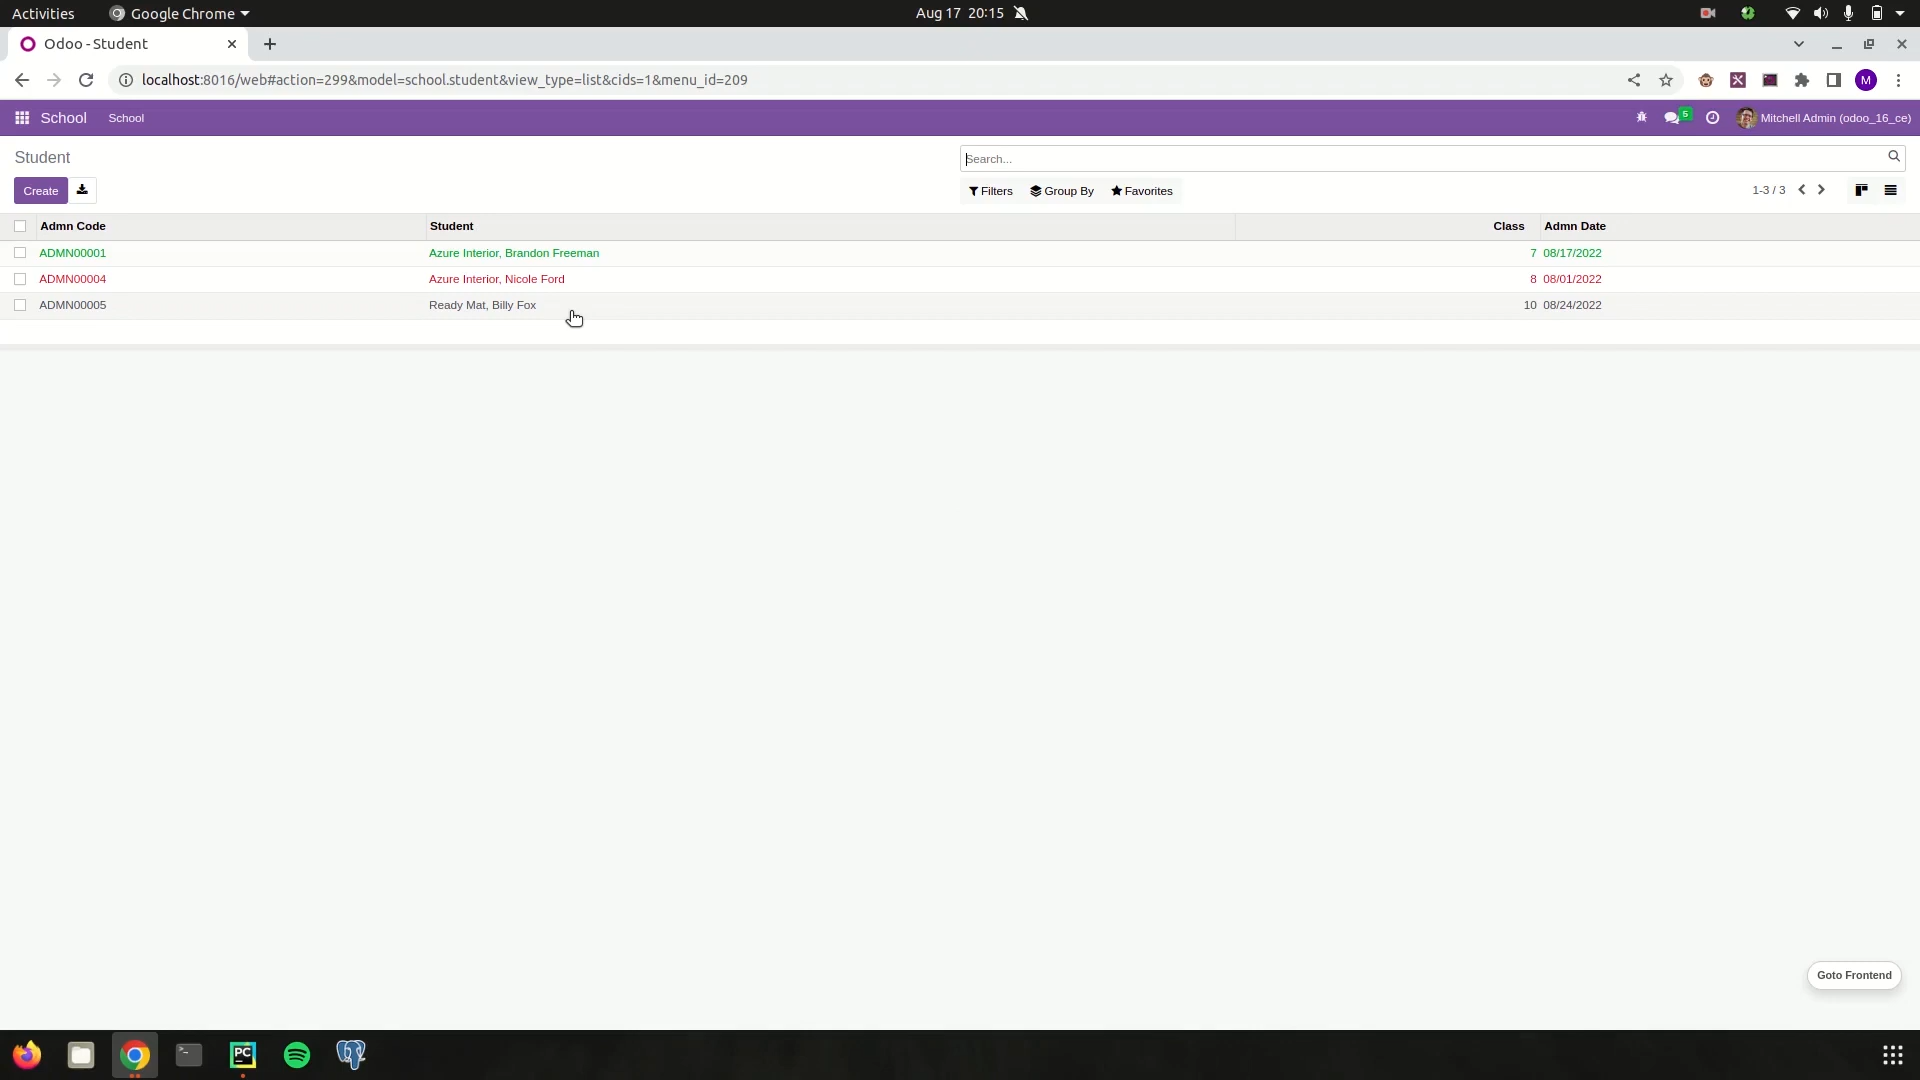 Activities Google Chrome Aug 17 20:15
Odoo - Student
localhost:8016/web#action=299&model=school.student&view_type=list&cids=1&menu_id=209 M
School School 5 Mitchell Admin (odoo_16_ce)
Student Search...
Create Filters Group By Favorites 1-3 / 3
Admn Code Student Class Admn Date
ADMN00001 Azure Interior, Brandon Freeman 7 08/17/2022
ADMN00004 Azure Interior, Nicole Ford 8 08/01/2022
ADMN00005 Ready Mat, Billy Fox 10 08/24/2022
Goto Frontend
PC